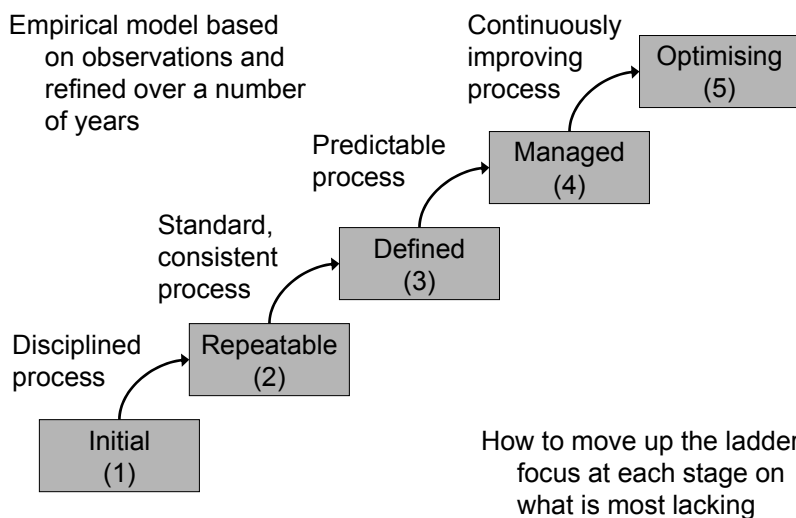 Empirical model based
on observations and
refined over a number
of years
Continuously
improving
process
Optimising
(5)
Predictable
process
Managed
(4)
Standard,
consistent
process
Defined
(3)
Disciplined
process
Repeatable
(2)
Initial
(1)
How to move up the ladder
focus at each stage on
what is most lacking